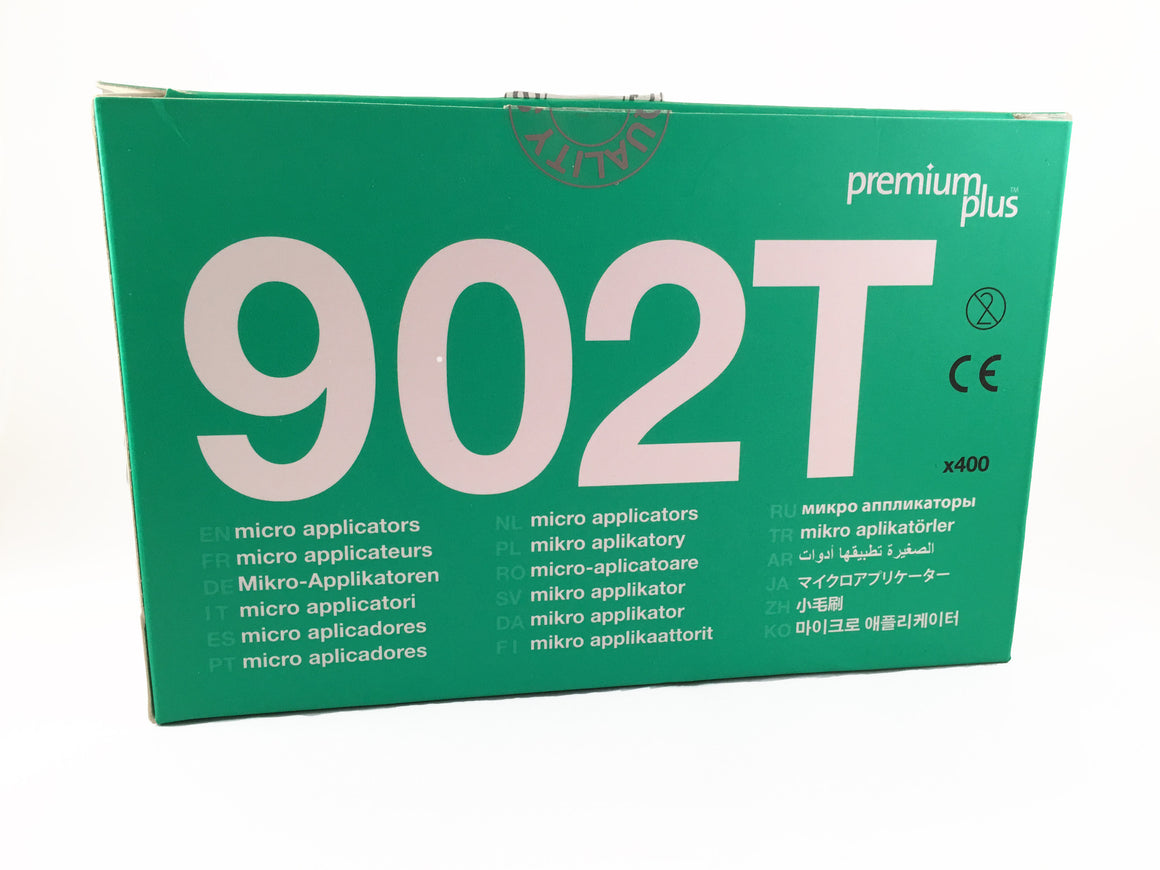 QUALITY
premium
plus™
902T
2
CE
x400
EN micro applicators
FR micro applicateurs
DE Mikro-Applikatoren
IT micro applicatori
ES micro aplicadores
PT micro aplicadores
NL micro applicators
PL mikro aplikatory
RO micro-aplicatoare
SV mikro applikator
DA mikro applikator
FI mikro applikaattorit
RU микро аппликаторы
TR mikro aplikatörler
AR الصغيرة تطبيقها أدوات
JA マイクロアプリケーター
ZH 小毛刷
KO 마이크로 애플리케이터